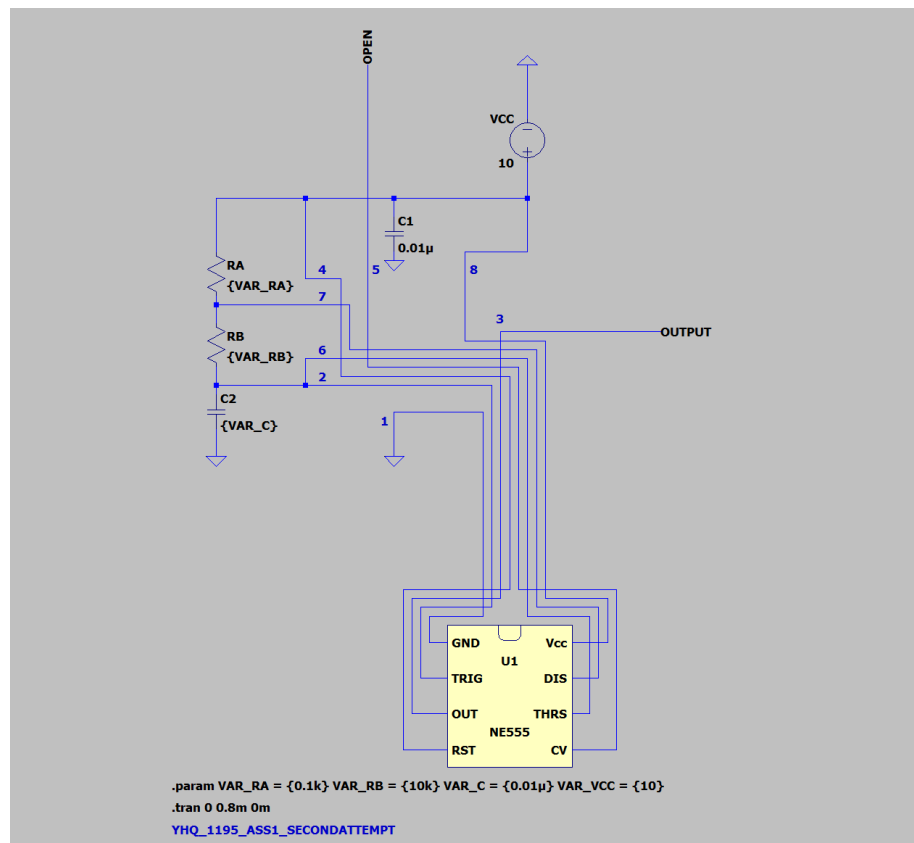 OPEN
VCC
10
C1
0.01µ
RA
{VAR_RA}
4
5
8
7
3
OUTPUT
RB
{VAR_RB}
6
2
C2
{VAR_C}
1
GND
Vcc
U1
TRIG
DIS
OUT
THRS
NE555
RST
CV
.param VAR_RA = {0.1k} VAR_RB = {10k} VAR_C = {0.01µ} VAR_VCC = {10}
.tran 0 0.8m 0m
YHQ_1195_ASS1_SECONDATTEMPT